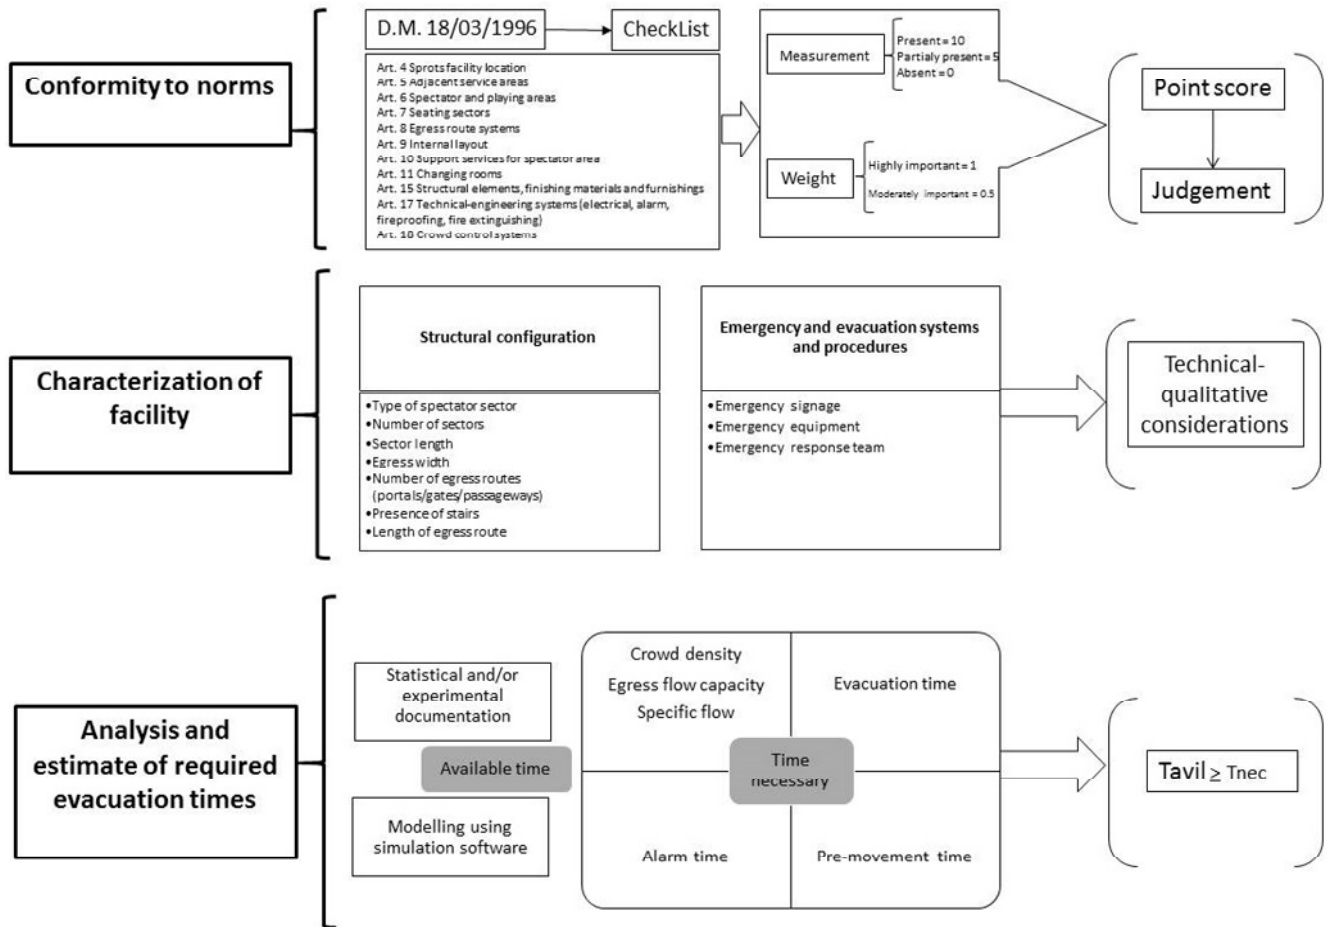 Conformity to norms
D.M. 18/03/1996
CheckList
Art. 4 Sprots facility location
Art. 5 Adjacent service areas
Art. 6 Spectator and playing areas
Art. 7 Seating sectors
Art. 8 Egress route systems
Art. 9 Internal layout
Art. 10 Support services for spectator area
Art. 11 Changing rooms
Art. 15 Structural elements, finishing materials and furnishings
Art. 17 Technical-engineering systems (electrical, alarm,
fireproofing, fire extinguishing)
Art. 18 Crowd control systems
Measurement
Present = 10
Partialy present = 5
Absent = 0
Weight
Highly important = 1
Moderately important = 0.5
Point score
Judgement
Characterization of
facility
Structural configuration
•Type of spectator sector
•Number of sectors
•Sector length
•Egress width
•Number of egress routes
(portals/gates/passageways)
•Presence of stairs
•Length of egress route
Emergency and evacuation systems
and procedures
•Emergency signage
•Emergency equipment
•Emergency response team
Technical-
qualitative
considerations
Analysis and
estimate of required
evacuation times
Statistical and/or
experimental
documentation
Available time
Modelling using
simulation software
Crowd density
Egress flow capacity
Specific flow
Evacuation time
Time
necessary
Alarm time
Pre-movement time
Tavil ≥ Tnec